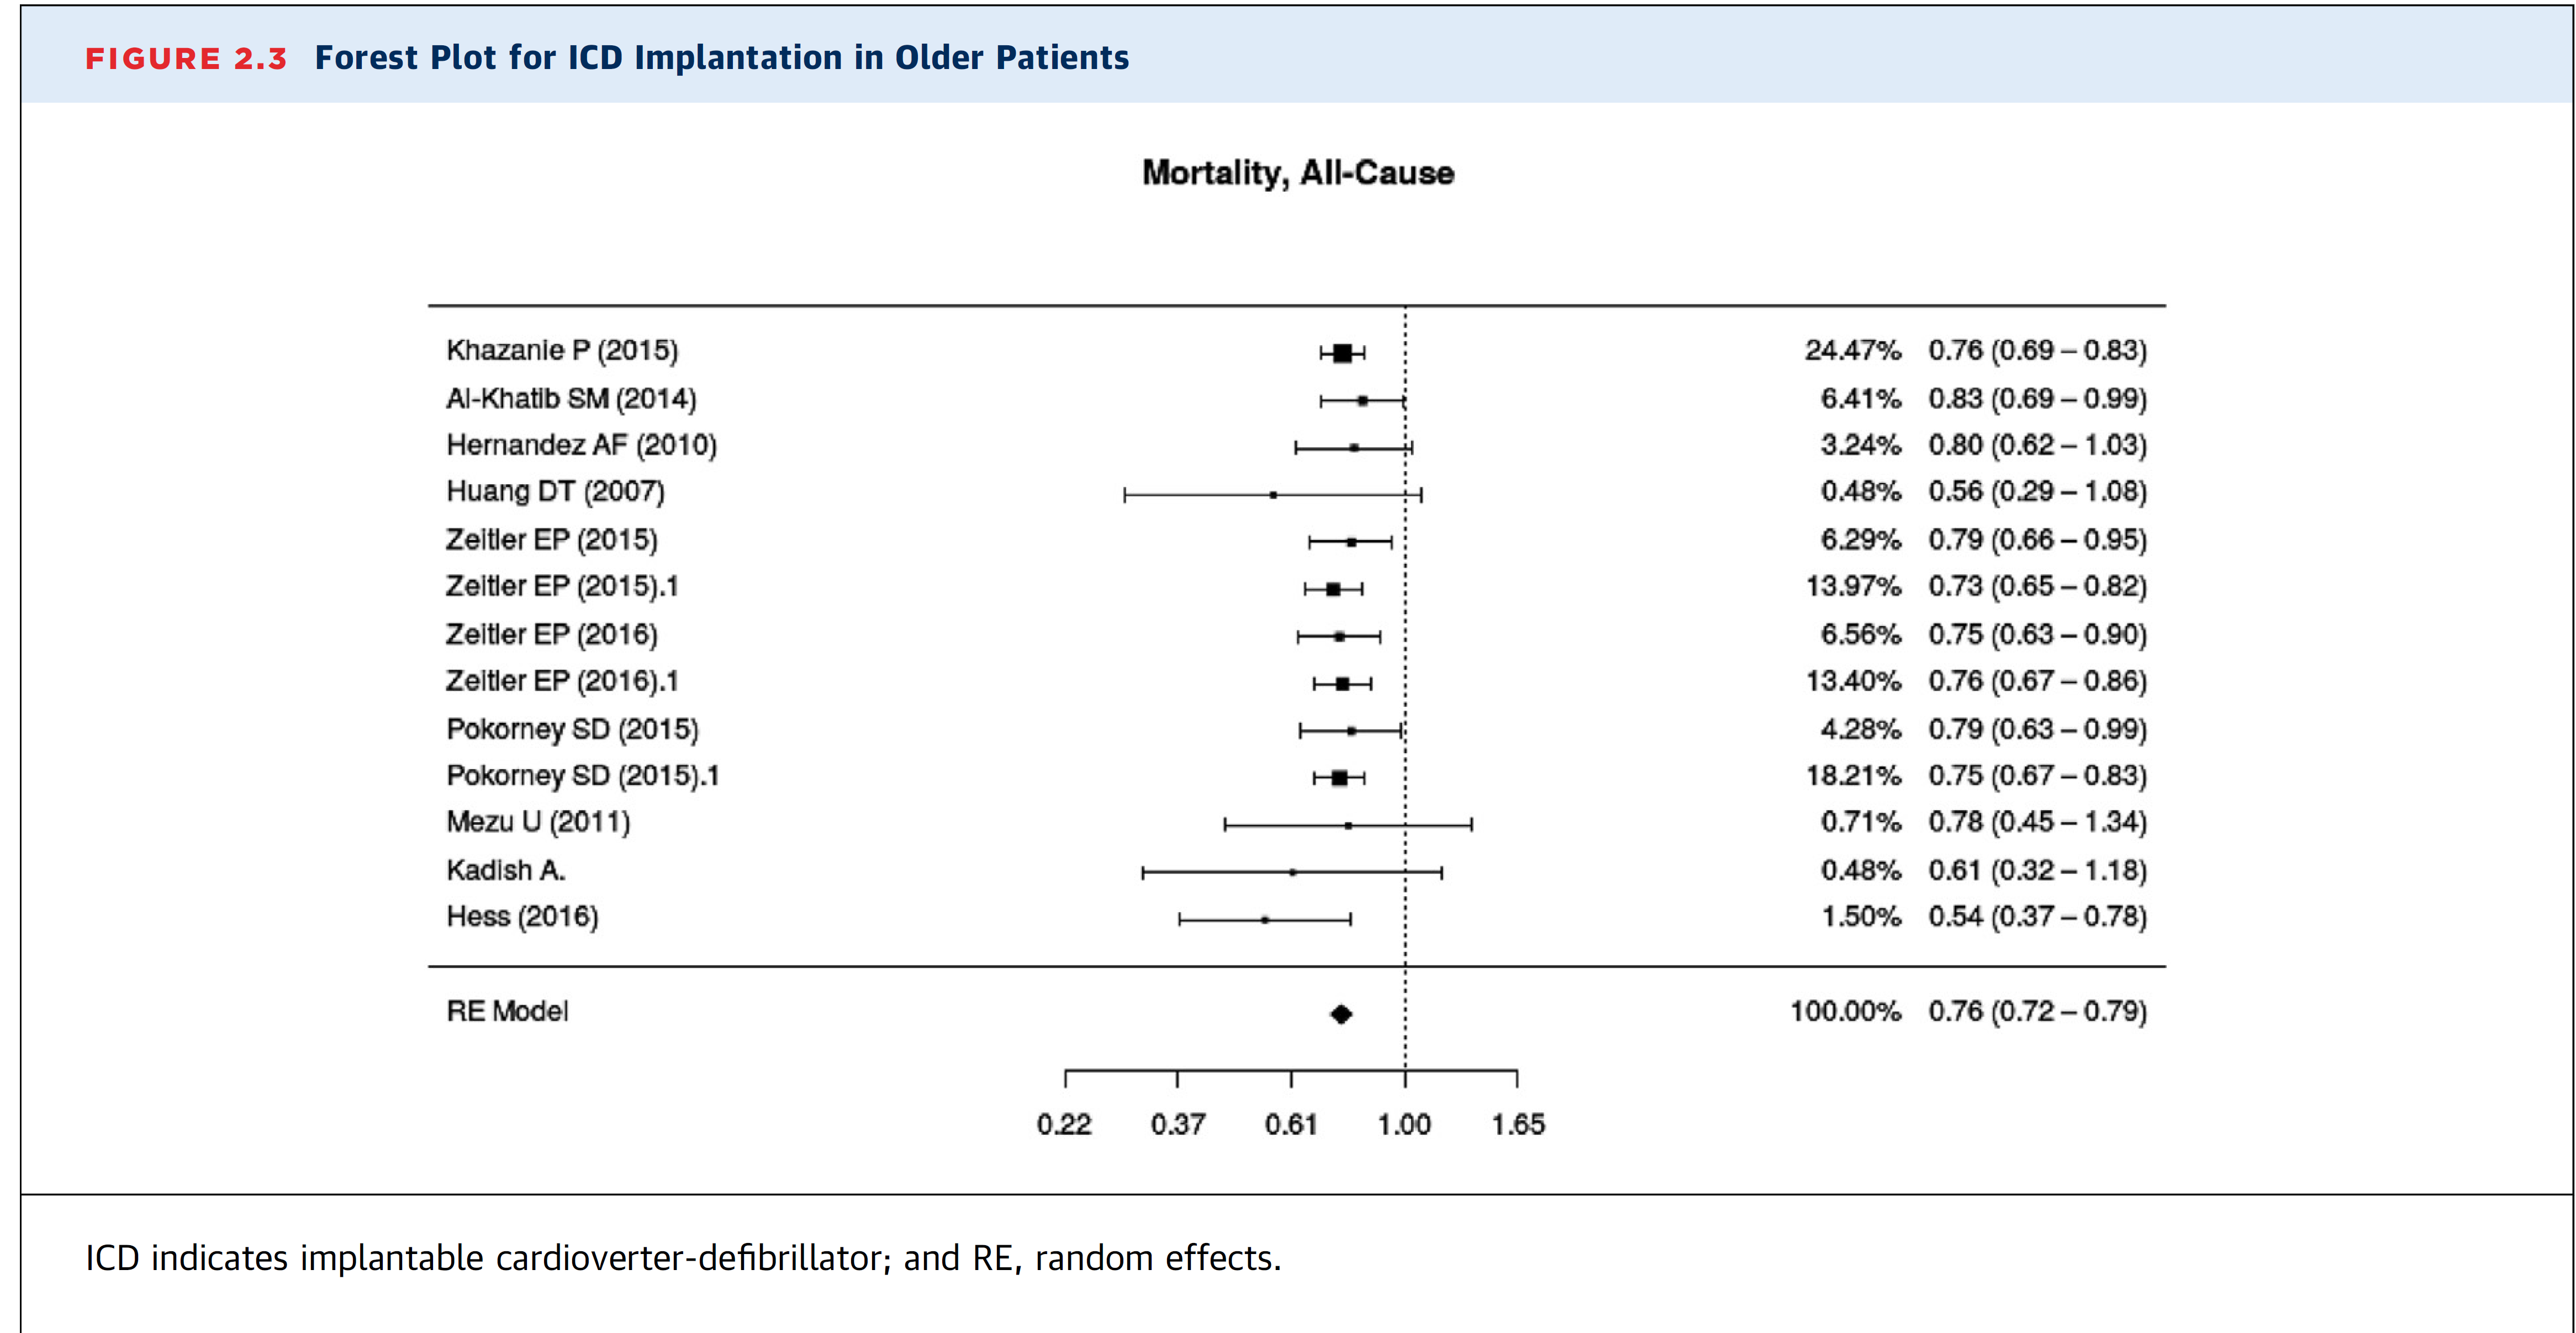 FIGURE 2.3 Forest Plot for ICD Implantation in Older Patients
Mortality, All-Cause
Khazanie P (2015) 24.47% 0.76 (0.69 – 0.83)
Al-Khatib SM (2014) 6.41% 0.83 (0.69 – 0.99)
Hernandez AF (2010) 3.24% 0.80 (0.62 – 1.03)
Huang DT (2007) 0.48% 0.56 (0.29 – 1.08)
Zeitler EP (2015) 6.29% 0.79 (0.66 – 0.95)
Zeitler EP (2015).1 13.97% 0.73 (0.65 – 0.82)
Zeitler EP (2016) 6.56% 0.75 (0.63 – 0.90)
Zeitler EP (2016).1 13.40% 0.76 (0.67 – 0.86)
Pokorney SD (2015) 4.28% 0.79 (0.63 – 0.99)
Pokorney SD (2015).1 18.21% 0.75 (0.67 – 0.83)
Mezu U (2011) 0.71% 0.78 (0.45 – 1.34)
Kadish A. 0.48% 0.61 (0.32 – 1.18)
Hess (2016) 1.50% 0.54 (0.37 – 0.78)
RE Model 100.00% 0.76 (0.72 – 0.79)
0.22 0.37 0.61 1.00 1.65
ICD indicates implantable cardioverter-defibrillator; and RE, random effects.